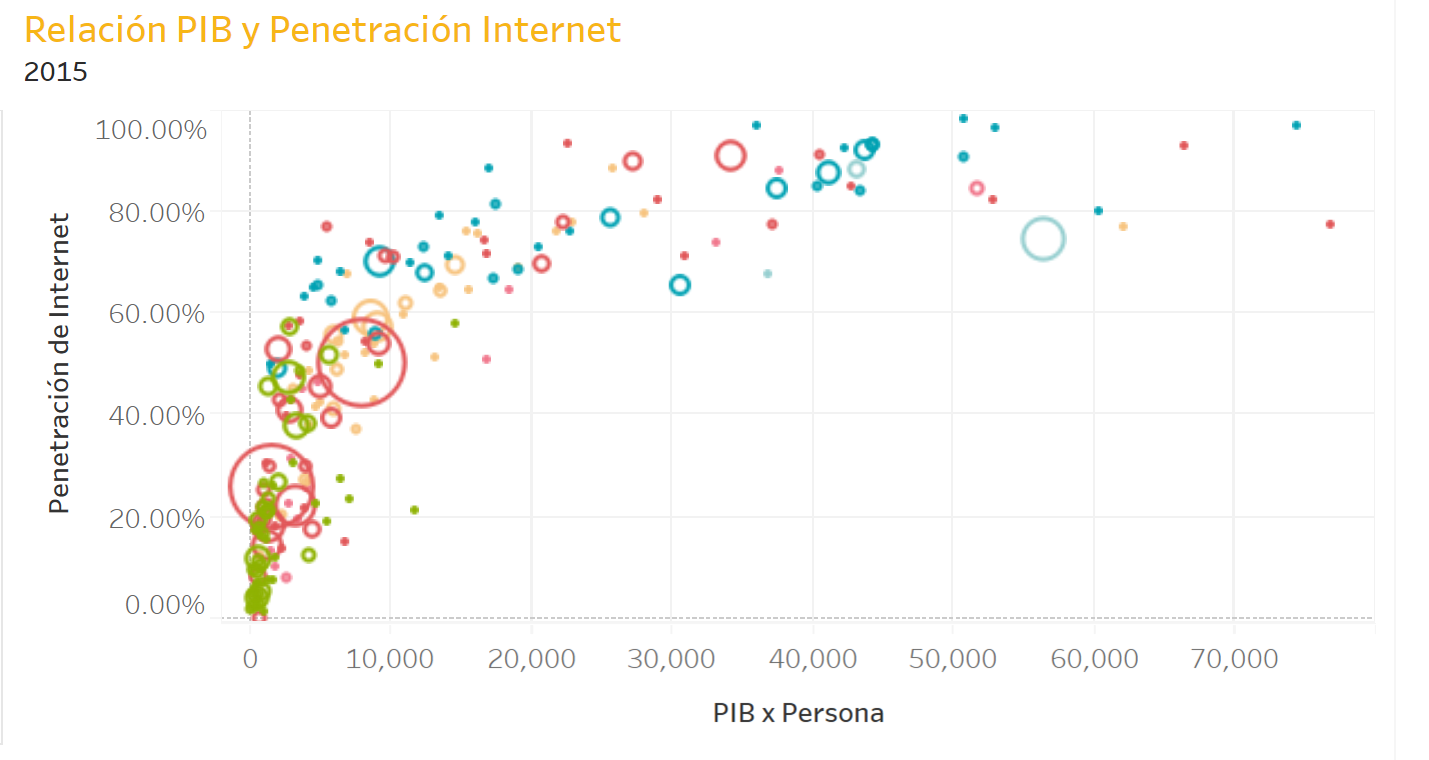 Relación PIB y Penetración Internet
2015
Penetración de Internet
100.00%
80.00%
60.00%
40.00%
20.00%
0.00%
0 10,000 20,000 30,000 40,000 50,000 60,000 70,000
PIB x Persona